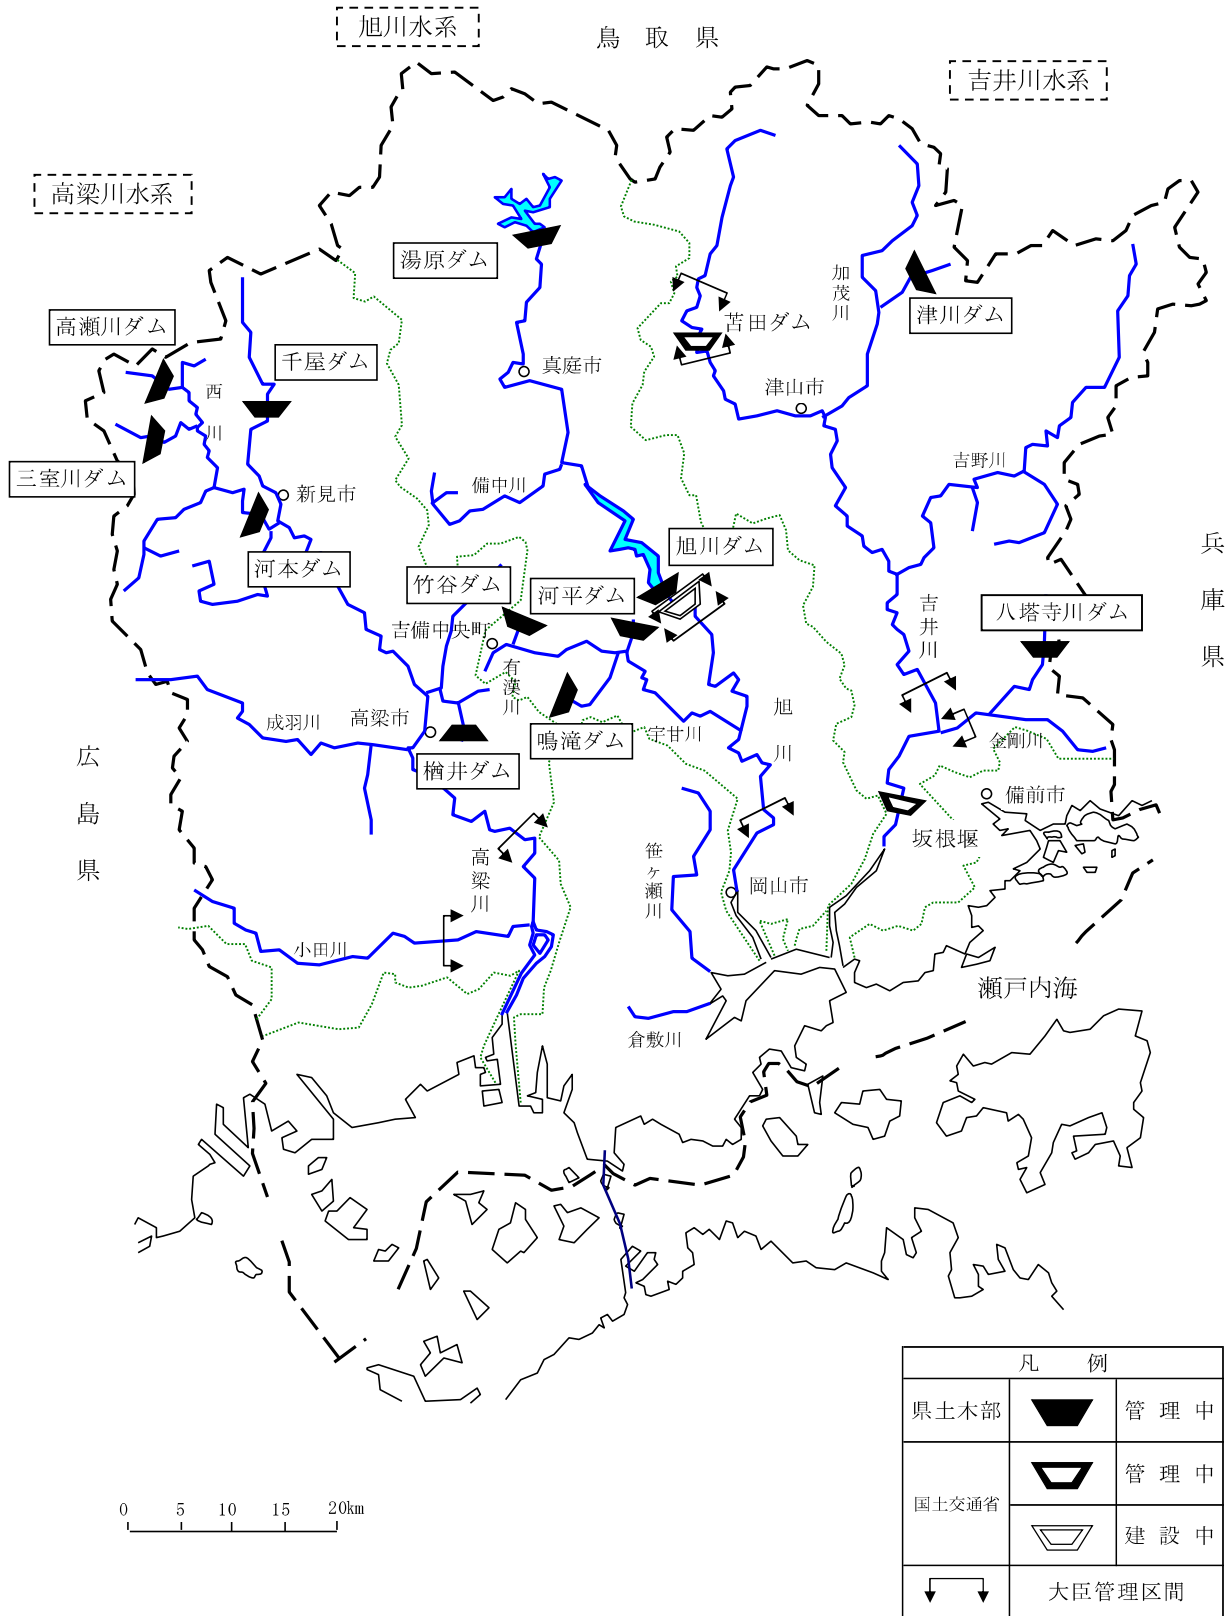 旭川水系
鳥取県
吉井川水系
高梁川水系
湯原ダム
加茂川
津川ダム
苫田ダム
高瀬川ダム
千屋ダム
真庭市
西川
津山市
三室川ダム
新見市
備中川
吉野川
旭川ダム
兵庫県
河本ダム
竹谷ダム
河平ダム
吉井川
八塔寺川ダム
吉備中央町
有漢川
成羽川
高梁市
鳴滝ダム
宇甘川
旭川
金剛川
広島県
楢井ダム
備前市
坂根堰
高梁川
笹ヶ瀬川
岡山市
小田川
瀬戸内海
倉敷川
凡例
県土木部
管理中
国土交通省
管理中
建設中
大臣管理区間
0 5 10 15 20km